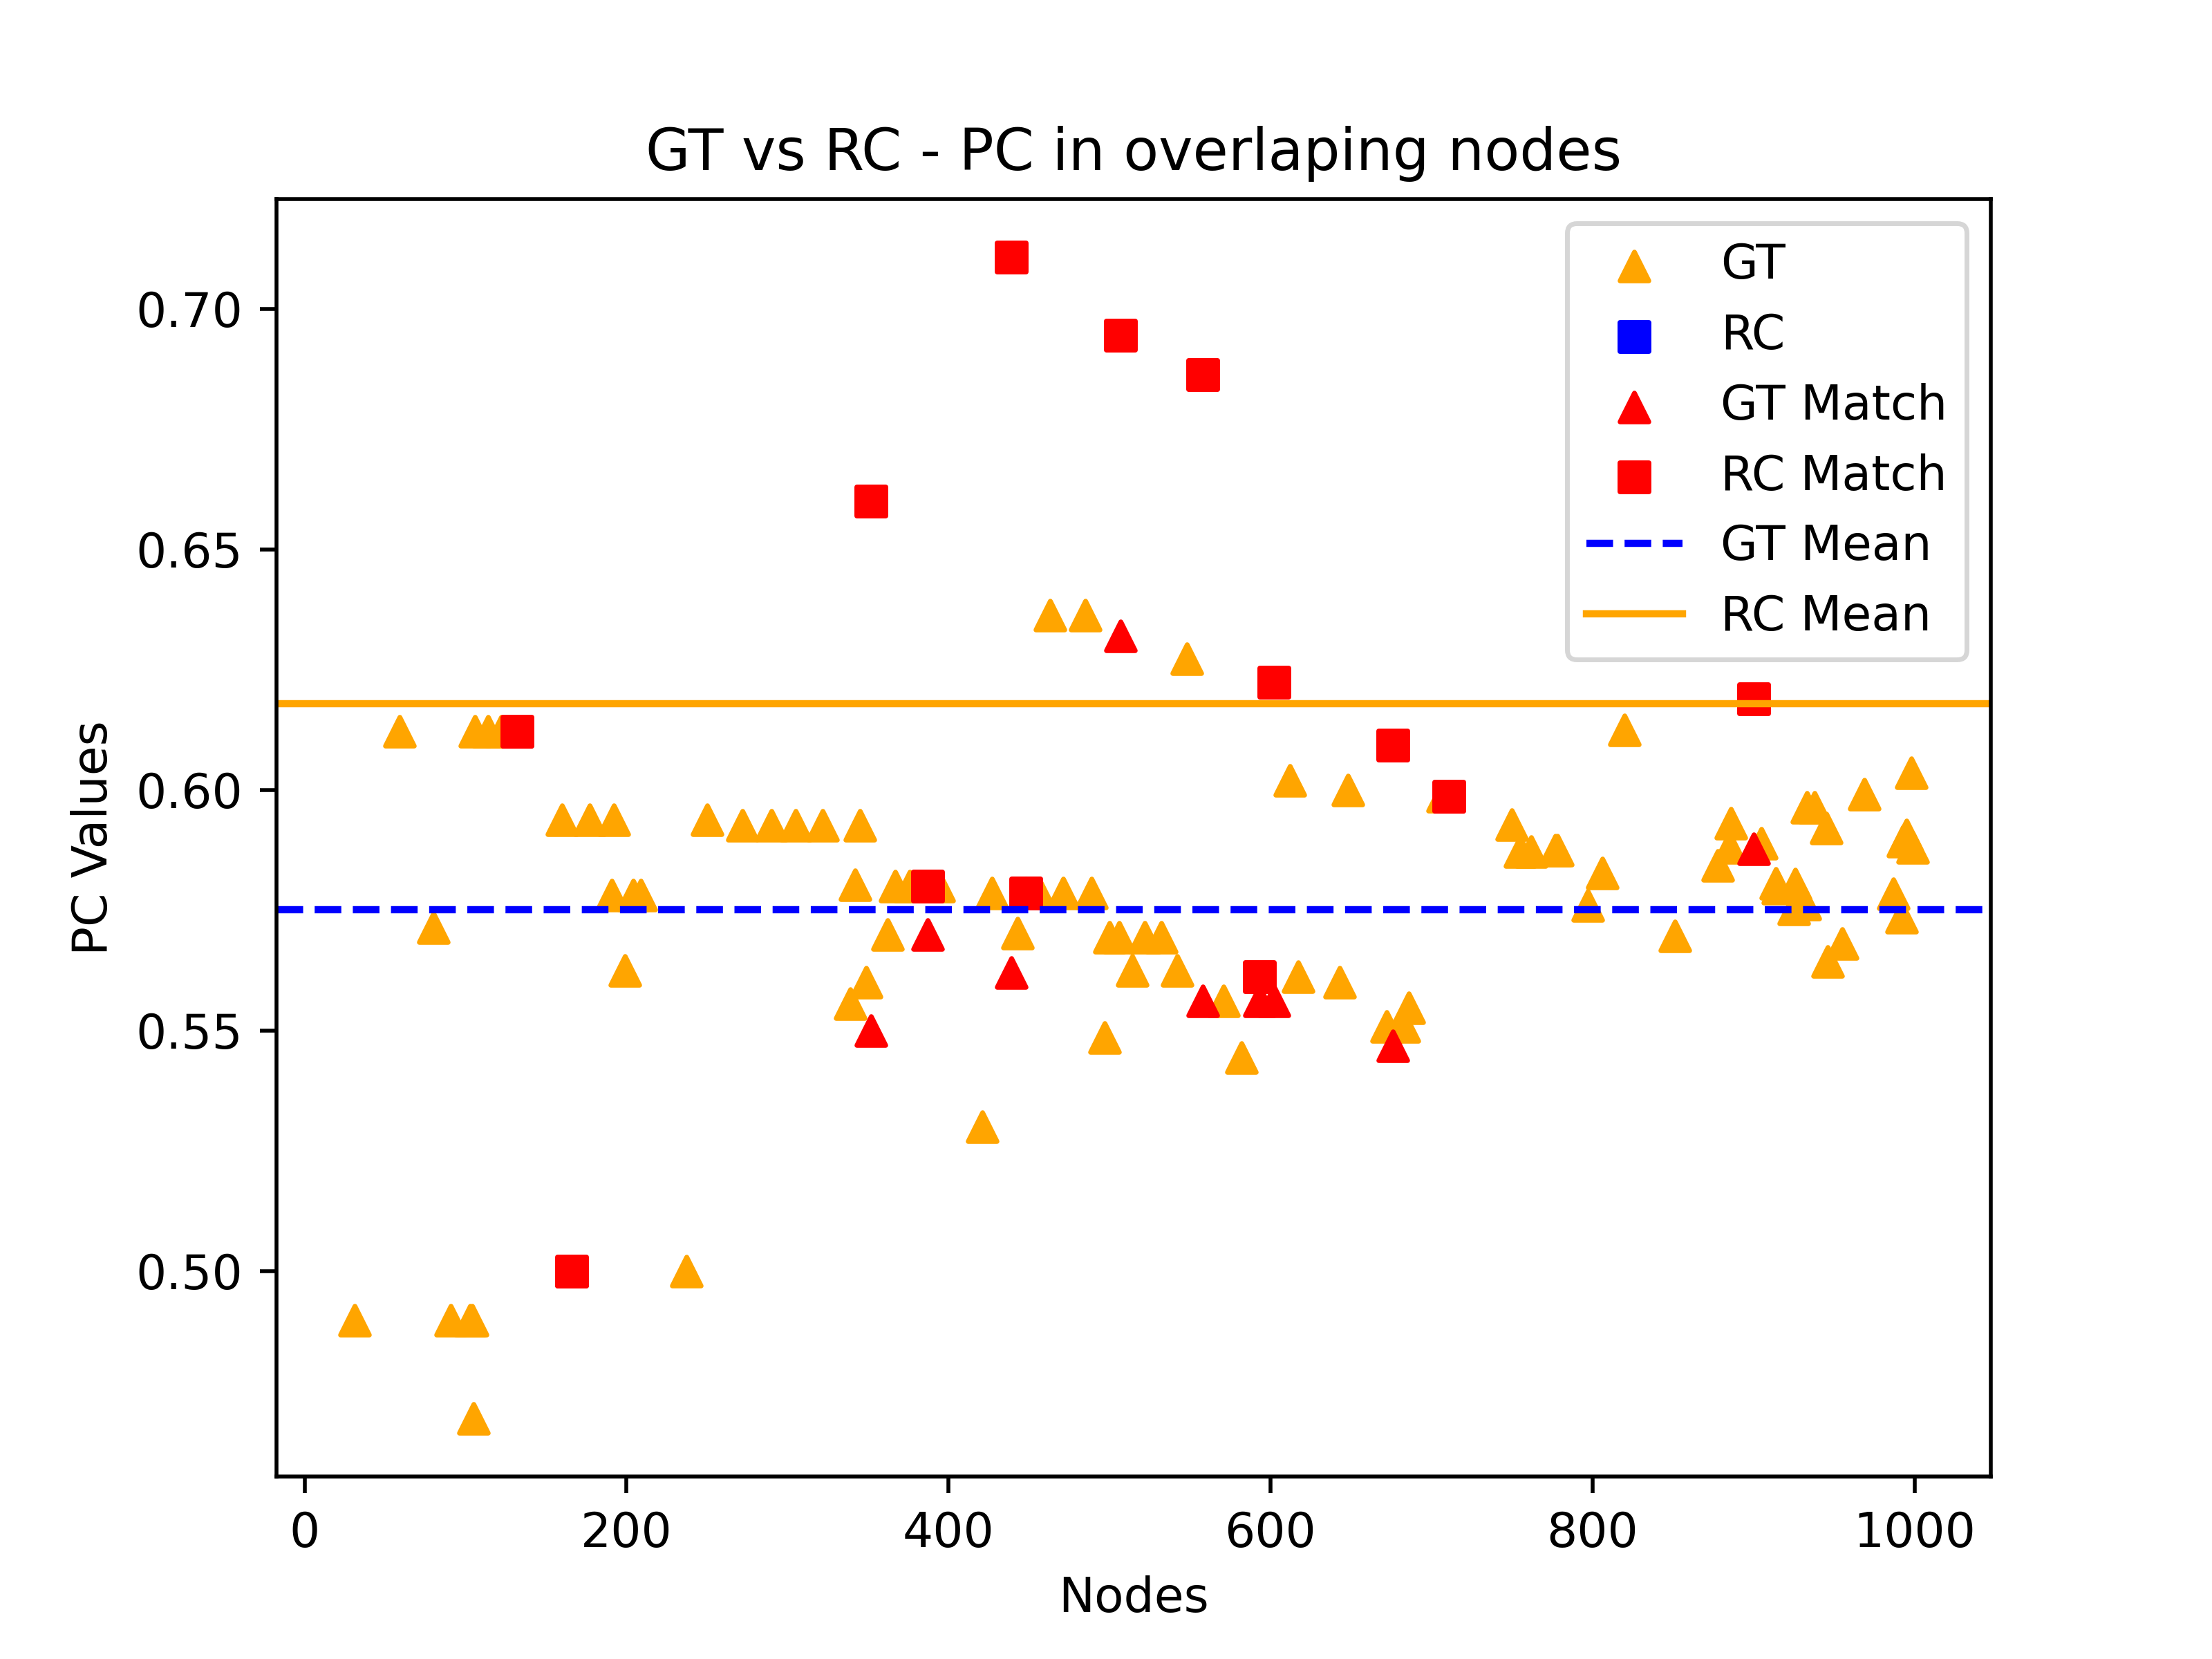 GT vs RC - PC in overlaping nodes
GT
RC
GT Match
RC Match
GT Mean
RC Mean
PC Values
0.70
0.65
0.60
0.55
0.50
0 200 400 600 800 1000
Nodes